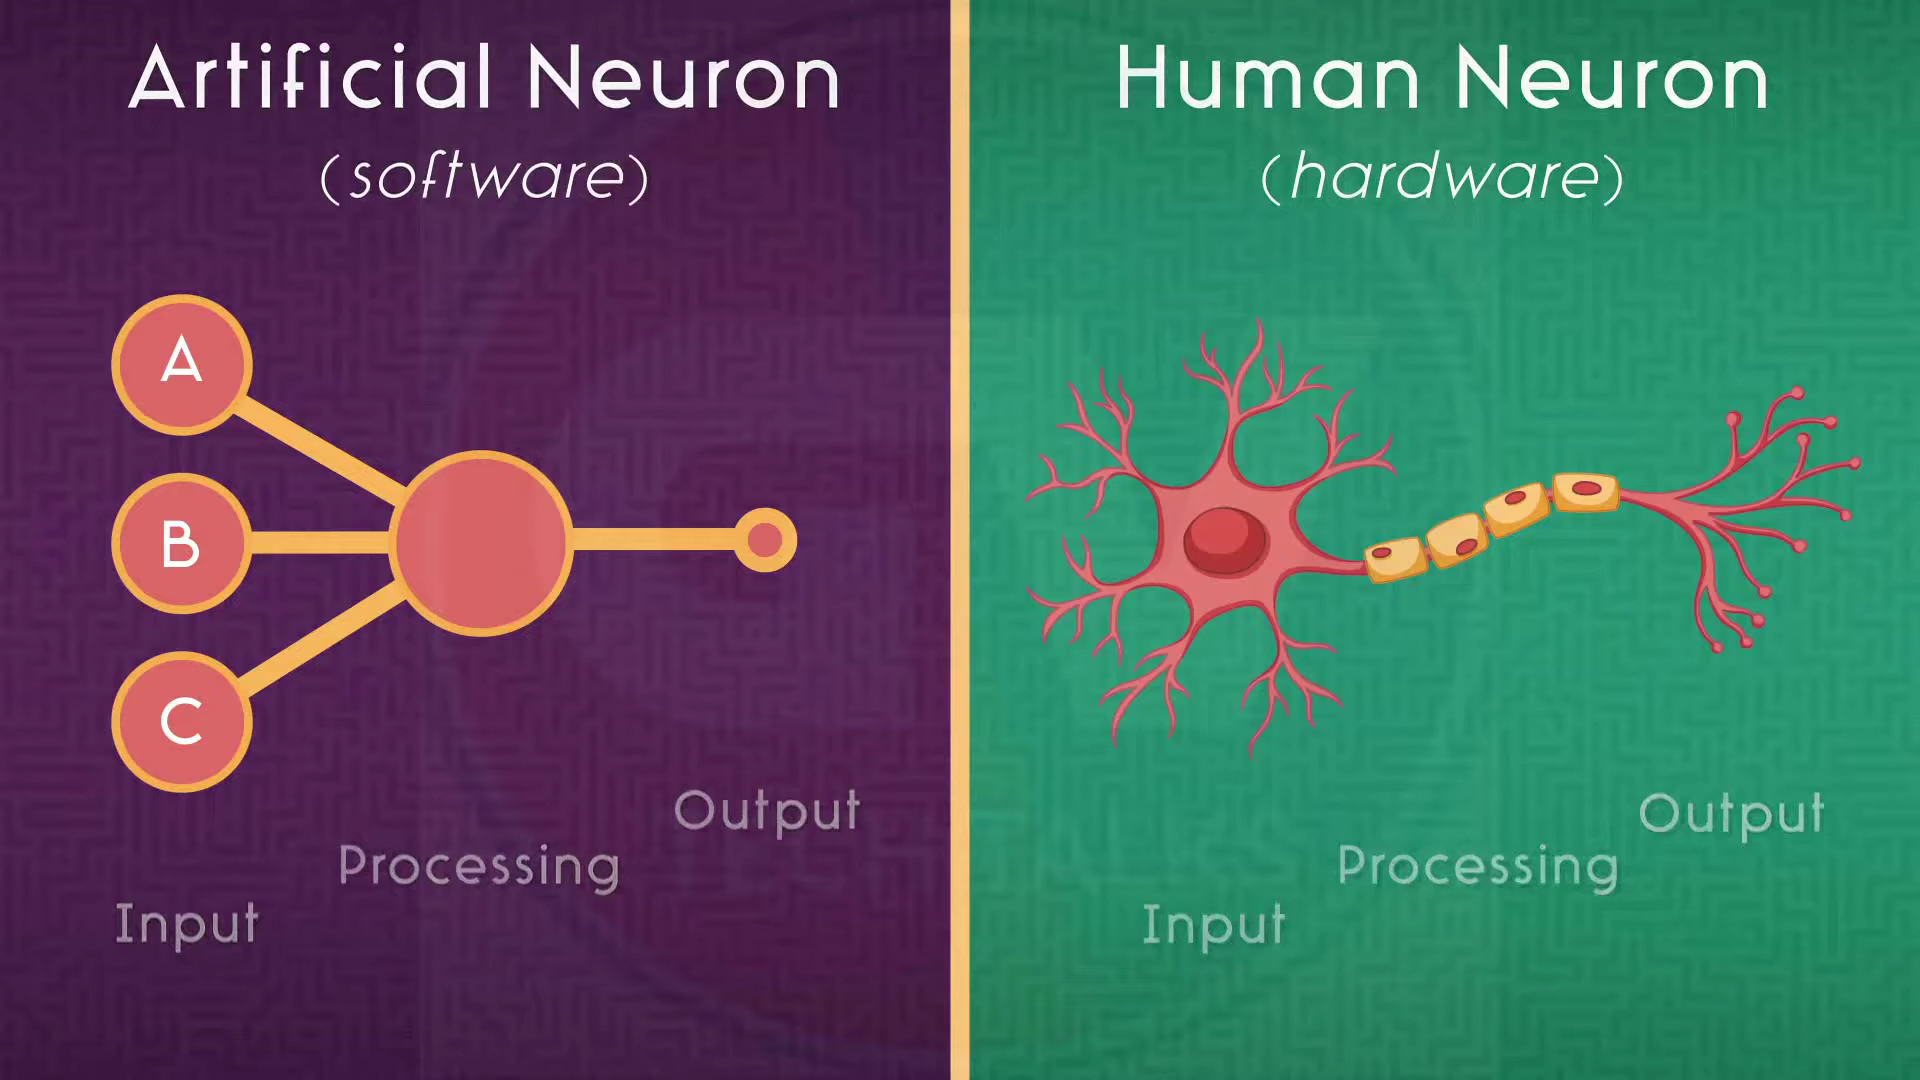 Artificial Neuron
(software)
A
B
C
Output
Processing
Input
Human Neuron
(hardware)
Output
Processing
Input